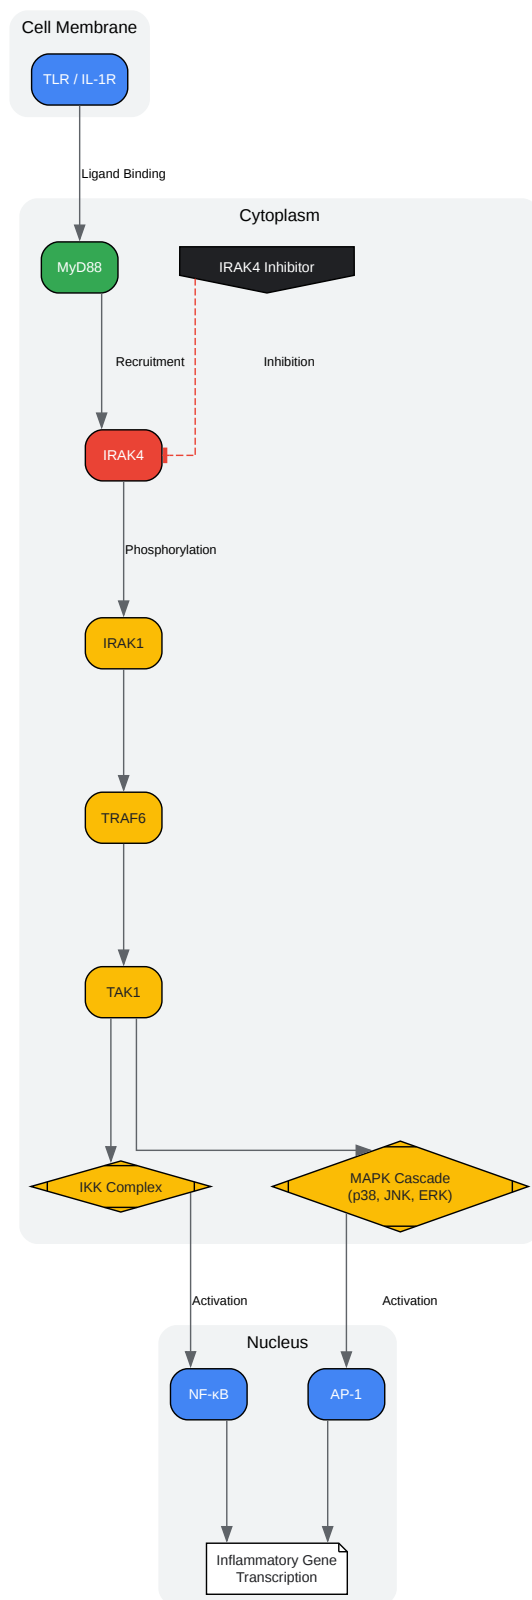 Cell Membrane
TLR / IL-1R
Ligand Binding
Cytoplasm
MyD88
IRAK4 Inhibitor
Recruitment
Inhibition
IRAK4
Phosphorylation
IRAK1
TRAF6
TAK1
IKK Complex
MAPK Cascade
(p38, JNK, ERK)
Activation
Activation
Nucleus
NF-κB
AP-1
Inflammatory Gene
Transcription